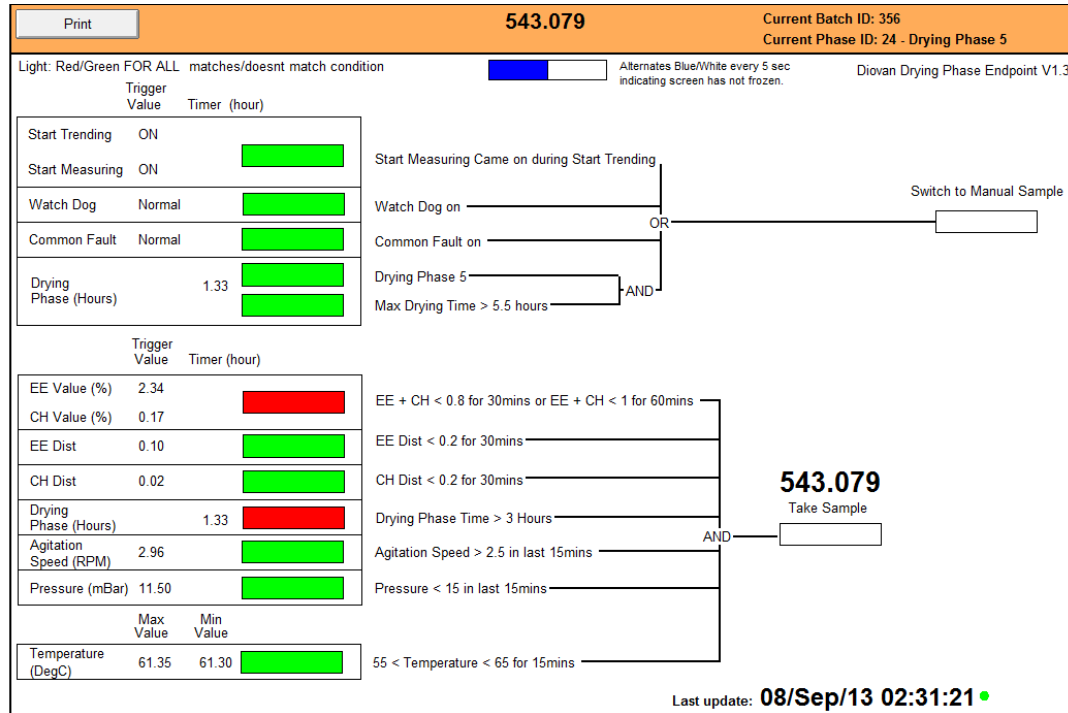 Print
543.079
Current Batch ID: 356
Current Phase ID: 24 - Drying Phase 5
Light: Red/Green FOR ALL matches/doesnt match condition
Alternates Blue/White every 5 sec
indicating screen has not frozen.
Diovan Drying Phase Endpoint V1.3
Trigger
Value
Timer (hour)
Start Trending ON
Start Measuring ON
Start Measuring Came on during Start Trending
Watch Dog Normal
Watch Dog on
Common Fault Normal
Common Fault on
Drying
Phase (Hours)
1.33
Drying Phase 5
Max Drying Time > 5.5 hours
AND
OR
Switch to Manual Sample
Trigger
Value
Timer (hour)
EE Value (%) 2.34
CH Value (%) 0.17
EE + CH < 0.8 for 30mins or EE + CH < 1 for 60mins
EE Dist 0.10
EE Dist < 0.2 for 30mins
CH Dist 0.02
CH Dist < 0.2 for 30mins
Drying
Phase (Hours)
1.33
Drying Phase Time > 3 Hours
Agitation
Speed (RPM)
2.96
Agitation Speed > 2.5 in last 15mins
Pressure (mBar) 11.50
Pressure < 15 in last 15mins
AND
543.079
Take Sample
Max
Value
Min
Value
Temperature
(DegC)
61.35 61.30
55 < Temperature < 65 for 15mins
Last update: 08/Sep/13 02:31:21